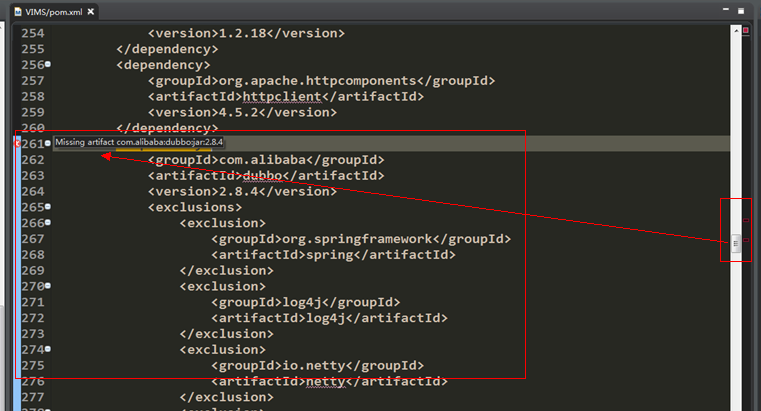 VIMS/pom.xml
254 <version>1.2.18</version>
255 </dependency>
256 <dependency>
257 <groupId>org.apache.httpcomponents</groupId>
258 <artifactId>httpclient</artifactId>
259 <version>4.5.2</version>
260 </dependency>
261 Missing artifact com.alibaba:dubbo:jar:2.8.4
262 <groupId>com.alibaba</groupId>
263 <artifactId>dubbo</artifactId>
264 <version>2.8.4</version>
265 <exclusions>
266 <exclusion>
267 <groupId>org.springframework</groupId>
268 <artifactId>spring</artifactId>
269 </exclusion>
270 <exclusion>
271 <groupId>log4j</groupId>
272 <artifactId>log4j</artifactId>
273 </exclusion>
274 <exclusion>
275 <groupId>io.netty</groupId>
276 <artifactId>netty</artifactId>
277 </exclusion>